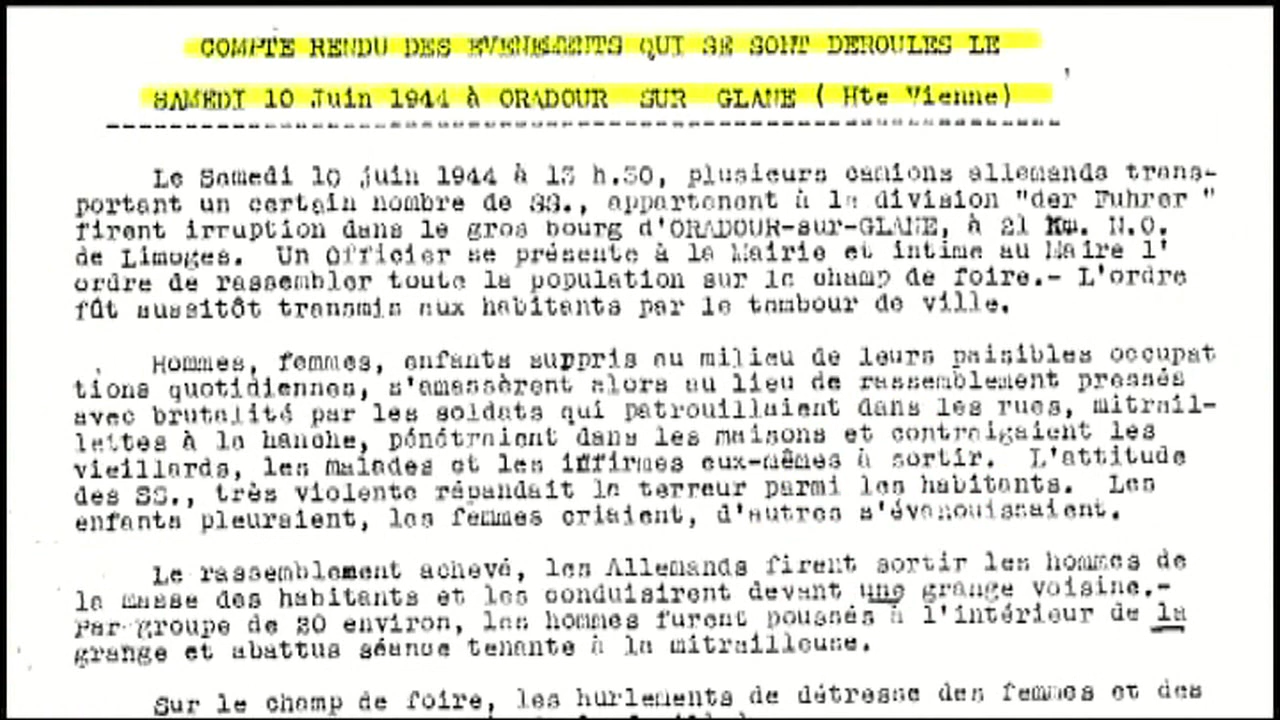 COMPTE RENDU DES EVENEMENTS QUI SE SONT DEROULES LE
SAMEDI 10 Juin 1944 à ORADOUR SUR GLANE ( Hte Vienne)
Le Samedi 10 juin 1944 à 13 h.30, plusieurs camions allemands trans-
portant un certain nombre de SS., appartenant à la division "der Fuhrer "
firent irruption dans le gros bourg d'ORADOUR-sur-GLANE, à 21 Km. N.O.
de Limoges. Un Officier se présente à la Mairie et intime au Maire l'
ordre de rassembler toute la population sur le champ de foire.- L'ordre
fût aussitôt transmis aux habitants par le tambour de ville.
Hommes, femmes, enfants suppris au milieu de leurs paisibles occupat
tions quotidiennes, s'amassèrent alors au lieu de rassemblement pressés
avec brutalité par les soldats qui patrouillaient dans les rues, mitrail-
lettes à la hanche, pénétraient dans les maisons et contraigaient les
vieillards, les malades et les infirmes eux-mêmes à sortir. L'attitude
des SS., très violente répandait la terreur parmi les habitants. Les
enfants pleuraient, les femmes criaient, d'autres s'évanouissaient.
Le rassemblement achevé, les Allemands firent sortir les hommes de
la masse des habitants et les conduisirent devant une grange voisine.-
Par groupe de 20 environ, les hommes furent poussés à l'intérieur de la
grange et abattus séance tenante à la mitrailleuse.
Sur le champ de foire, les hurlements de détresse des femmes et des